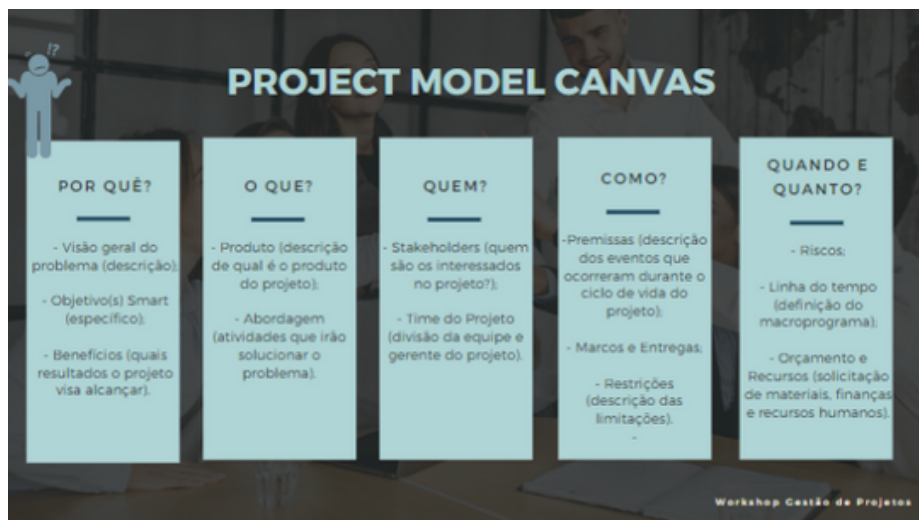 !?
PROJECT MODEL CANVAS
POR QUÊ?
- Visão geral do
problema (descrição);
- Objetivo(s) Smart
(específico);
- Benefícios (quais
resultados o projeto
visa alcançar).
O QUE?
- Produto (descrição
de qual é o produto
do projeto);
- Abordagem
(atividades que irão
solucionar o
problema).
QUEM?
- Stakeholders (quem
são os interessados
no projeto?);
- Time do Projeto
(divisão da equipe e
gerente do projeto).
COMO?
-Premissas (descrição
dos eventos que
ocorreram durante o
ciclo de vida do
projeto);
- Marcos e Entregas;
- Restrições
(descrição das
limitações).
-
QUANDO E
QUANTO?
- Riscos;
- Linha do tempo
(definição do
macroprograma);
- Orçamento e
Recursos (solicitação
de materiais, finanças
e recursos humanos).
Workshop Gestão de Projetos